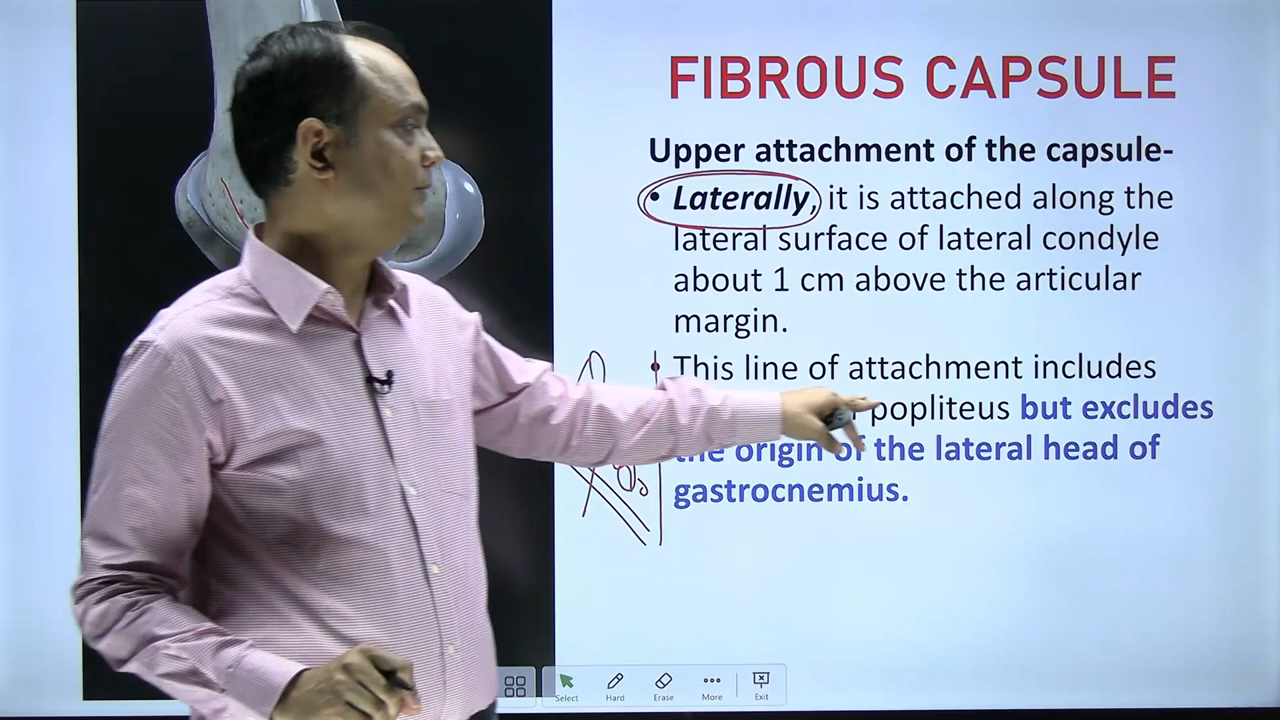 FIBROUS CAPSULE
Upper attachment of the capsule-
• Laterally, it is attached along the
lateral surface of lateral condyle
about 1 cm above the articular
margin.
• This line of attachment includes
popliteus but excludes
the origin of the lateral head of
gastrocnemius.
Select Hard Erase More Exit